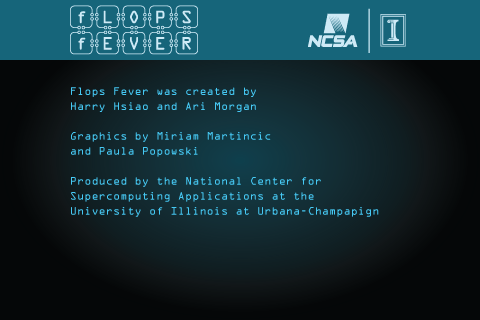 fLOPS
fEVER
NCSA
I
Flops Fever was created by
Harry Hsiao and Ari Morgan
Graphics by Miriam Martincic
and Paula Popowski
Produced by the National Center for
Supercomputing Applications at the
University of Illinois at Urbana-Champapign